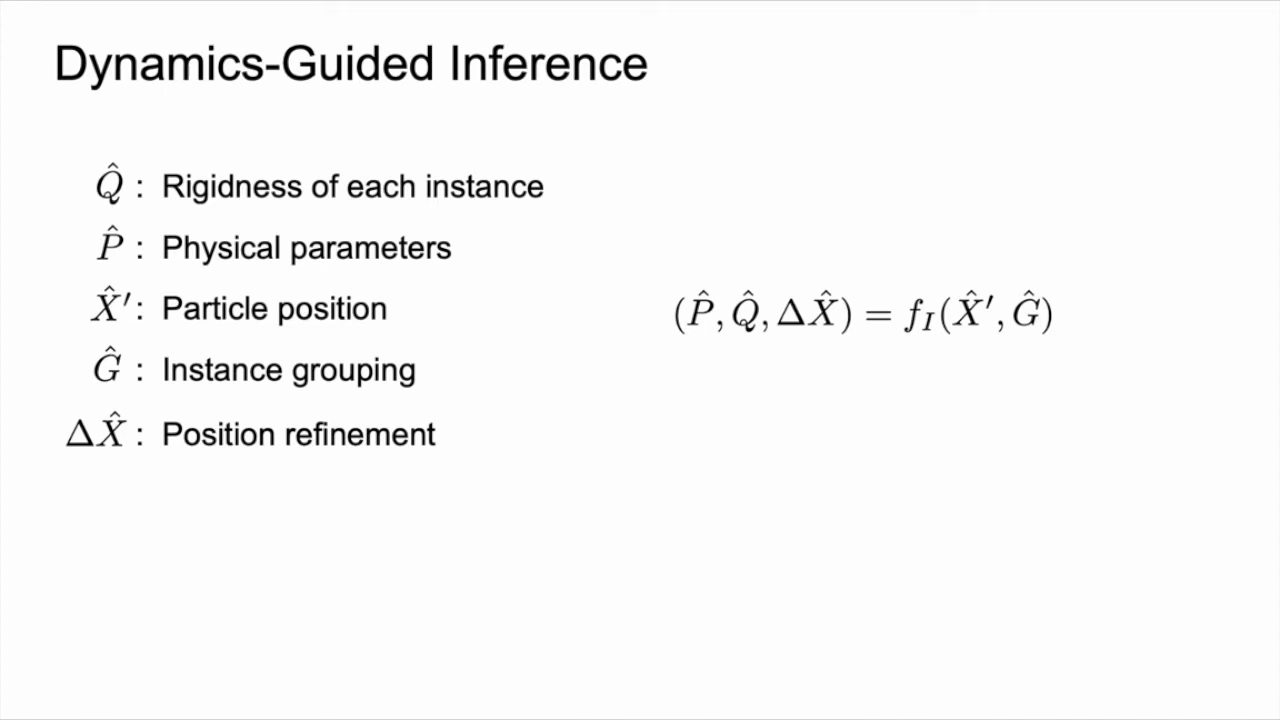 Dynamics-Guided Inference
Q̂ : Rigidness of each instance
P̂ : Physical parameters
X̂′ : Particle position
(P̂, Q̂, ΔX̂) = f_I(X̂′, Ĝ)
Ĝ : Instance grouping
ΔX̂ : Position refinement